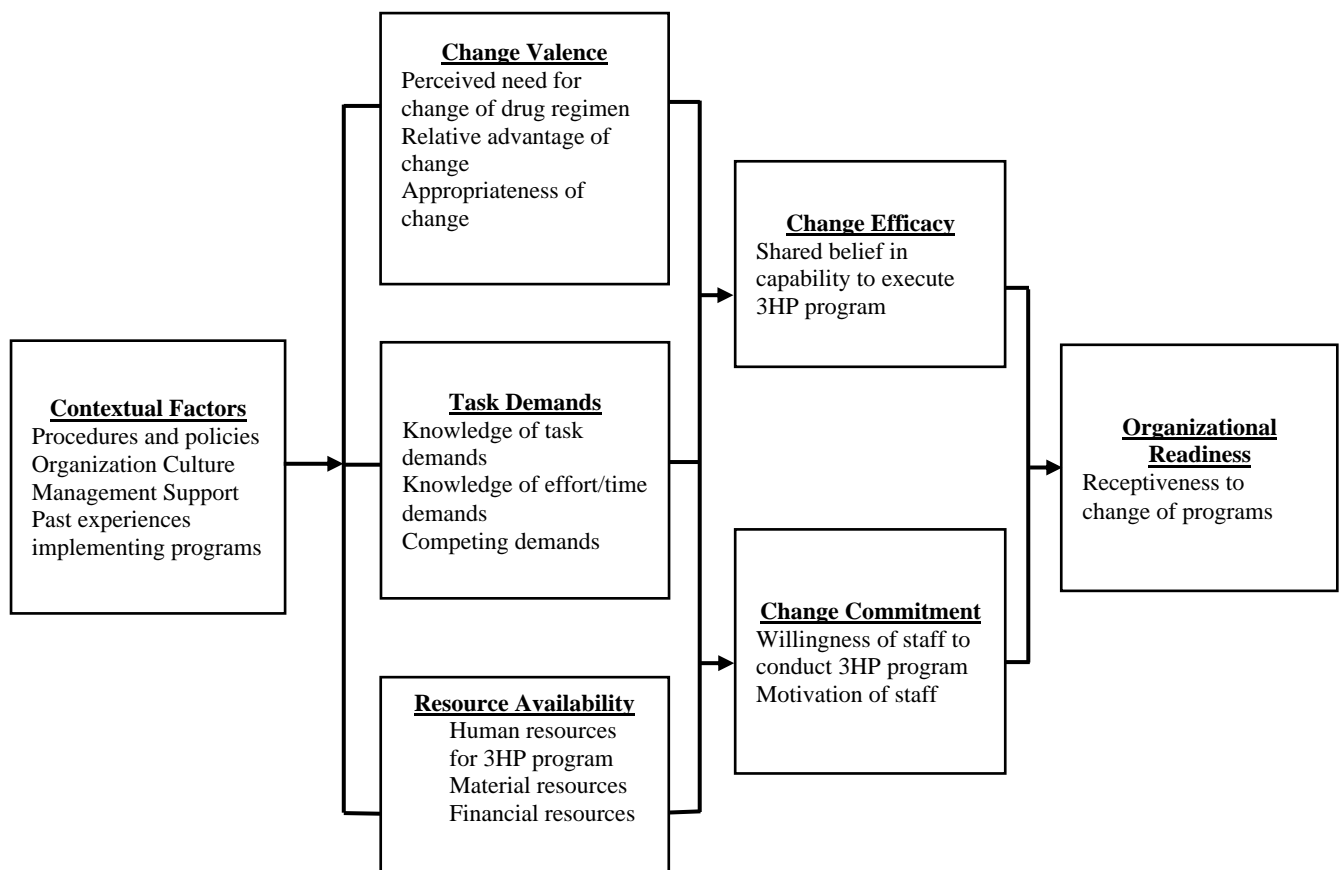 Contextual Factors
Procedures and policies
Organization Culture
Management Support
Past experiences
implementing programs
Change Valence
Perceived need for
change of drug regimen
Relative advantage of
change
Appropriateness of
change
Task Demands
Knowledge of task
demands
Knowledge of effort/time
demands
Competing demands
Resource Availability
Human resources
for 3HP program
Material resources
Financial resources
Change Efficacy
Shared belief in
capability to execute
3HP program
Change Commitment
Willingness of staff to
conduct 3HP program
Motivation of staff
Organizational
Readiness
Receptiveness to
change of programs